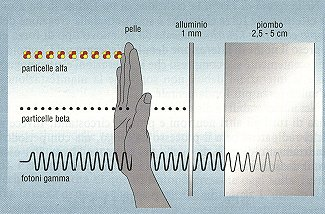 pelle
alluminio
1 mm
piombo
2,5 - 5 cm
particelle alfa
particelle beta
fotoni gamma